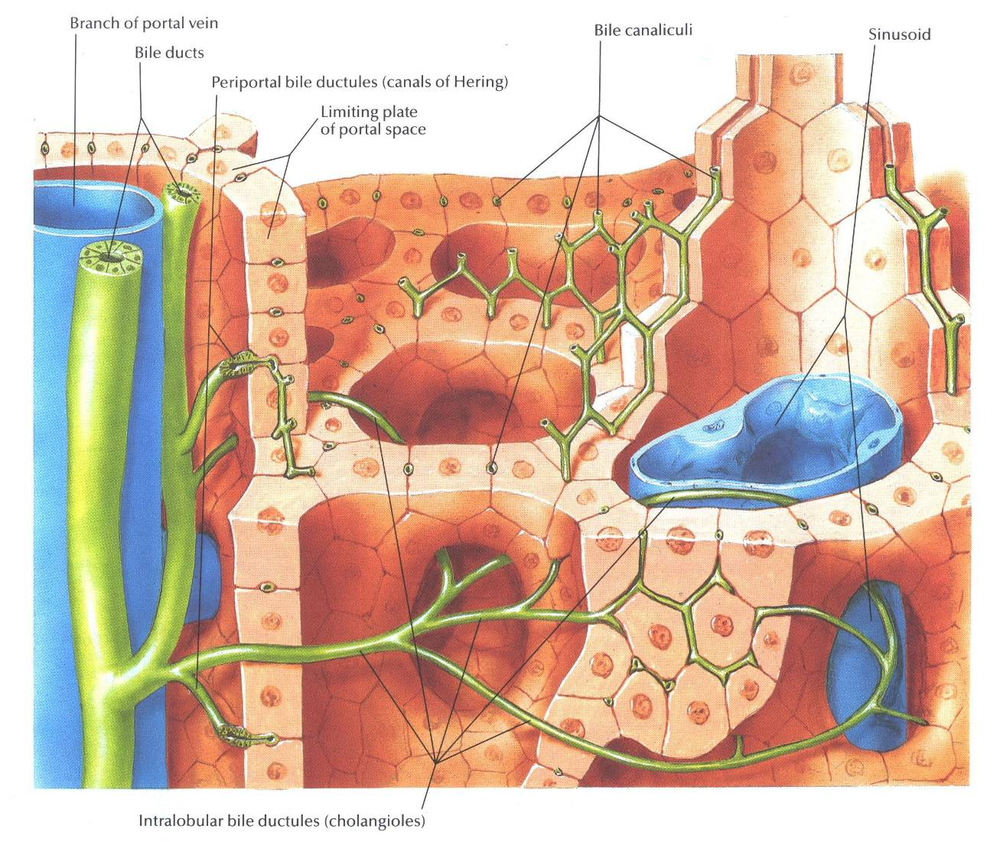 Branch of portal vein
Bile ducts
Periportal bile ductules (canals of Hering)
Limiting plate
of portal space
Bile canaliculi
Sinusoid
Intralobular bile ductules (cholangioles)